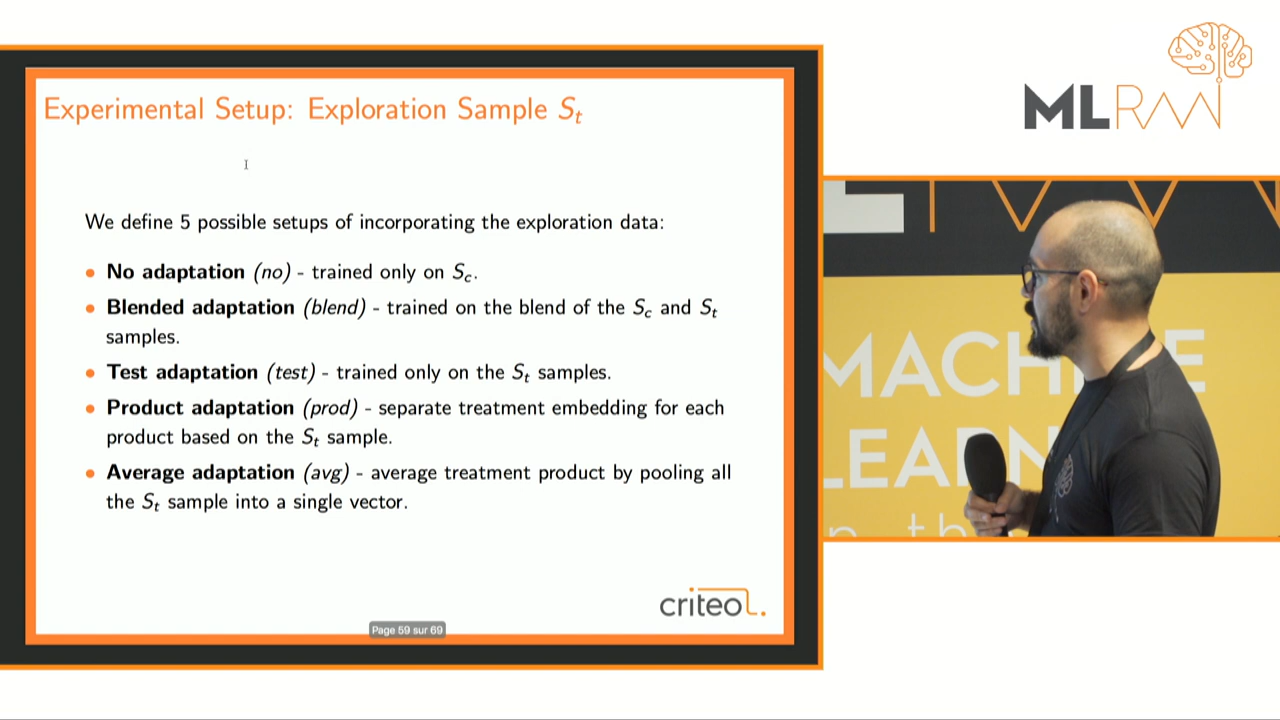 Experimental Setup: Exploration Sample St
We define 5 possible setups of incorporating the exploration data:
• No adaptation (no) - trained only on Sc.
• Blended adaptation (blend) - trained on the blend of the Sc and St
samples.
• Test adaptation (test) - trained only on the St samples.
• Product adaptation (prod) - separate treatment embedding for each
product based on the St sample.
• Average adaptation (avg) - average treatment product by pooling all
the St sample into a single vector.
criteo
Page 59 sur 69
MLRW
MACHINE
LEARN
n th